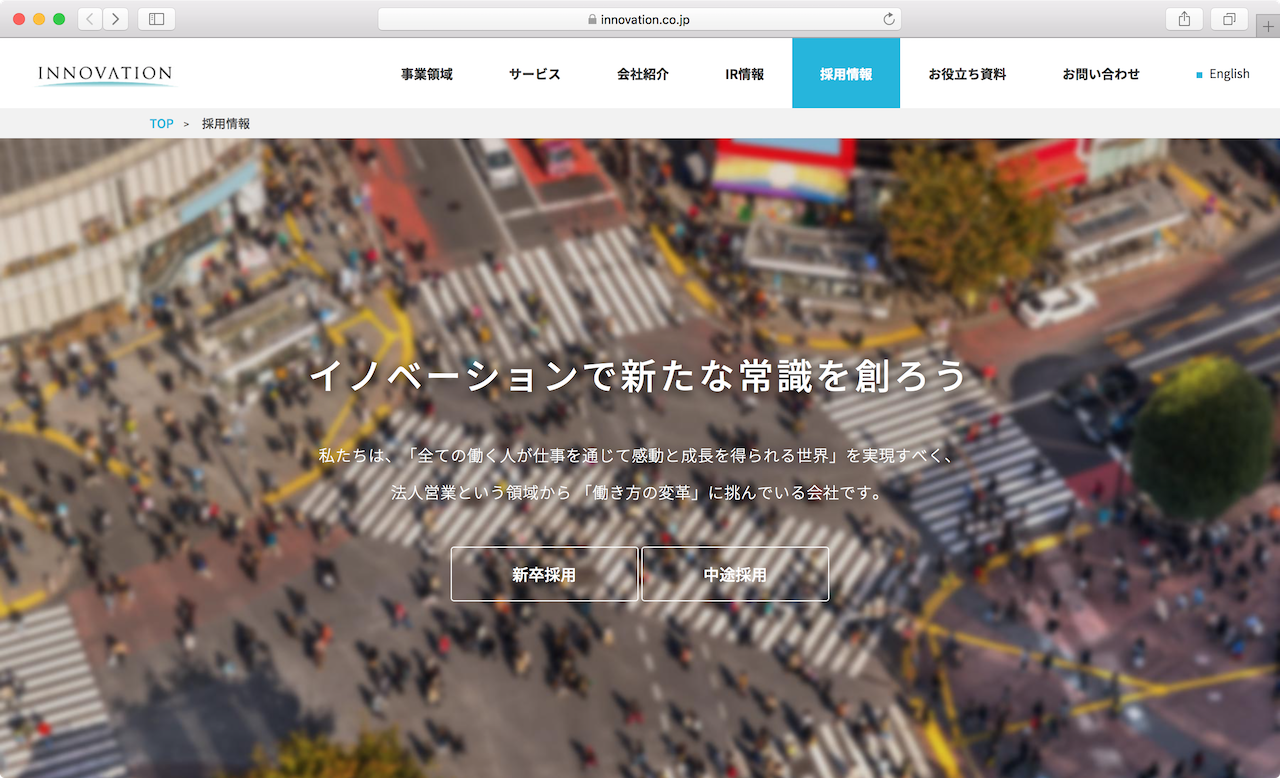 innovation.co.jp
INNOVATION
事業領域
サービス
会社紹介
IR情報
採用情報
お役立ち資料
お問い合わせ
English
TOP > 採用情報
イノベーションで新たな常識を創ろう
私たちは、「全ての働く人が仕事を通じて感動と成長を得られる世界」を実現すべく、
法人営業という領域から 「働き方の変革」に挑んでいる会社です。
新卒採用
中途採用